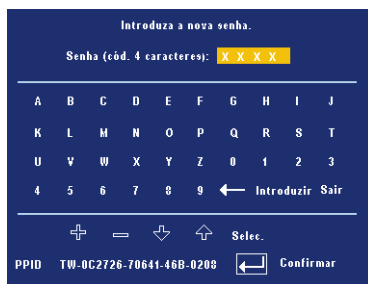 Introduza a nova senha.
Senha (cód. 4 caracteres): X X X X
A B C D E F G H I J
K L M N O P Q R S T
U V W X Y Z 0 1 2 3
4 5 6 7 8 9 ← Introduzir Sair
Selec.
PPID TW-0C2726-70641-46B-0208 Confirmar